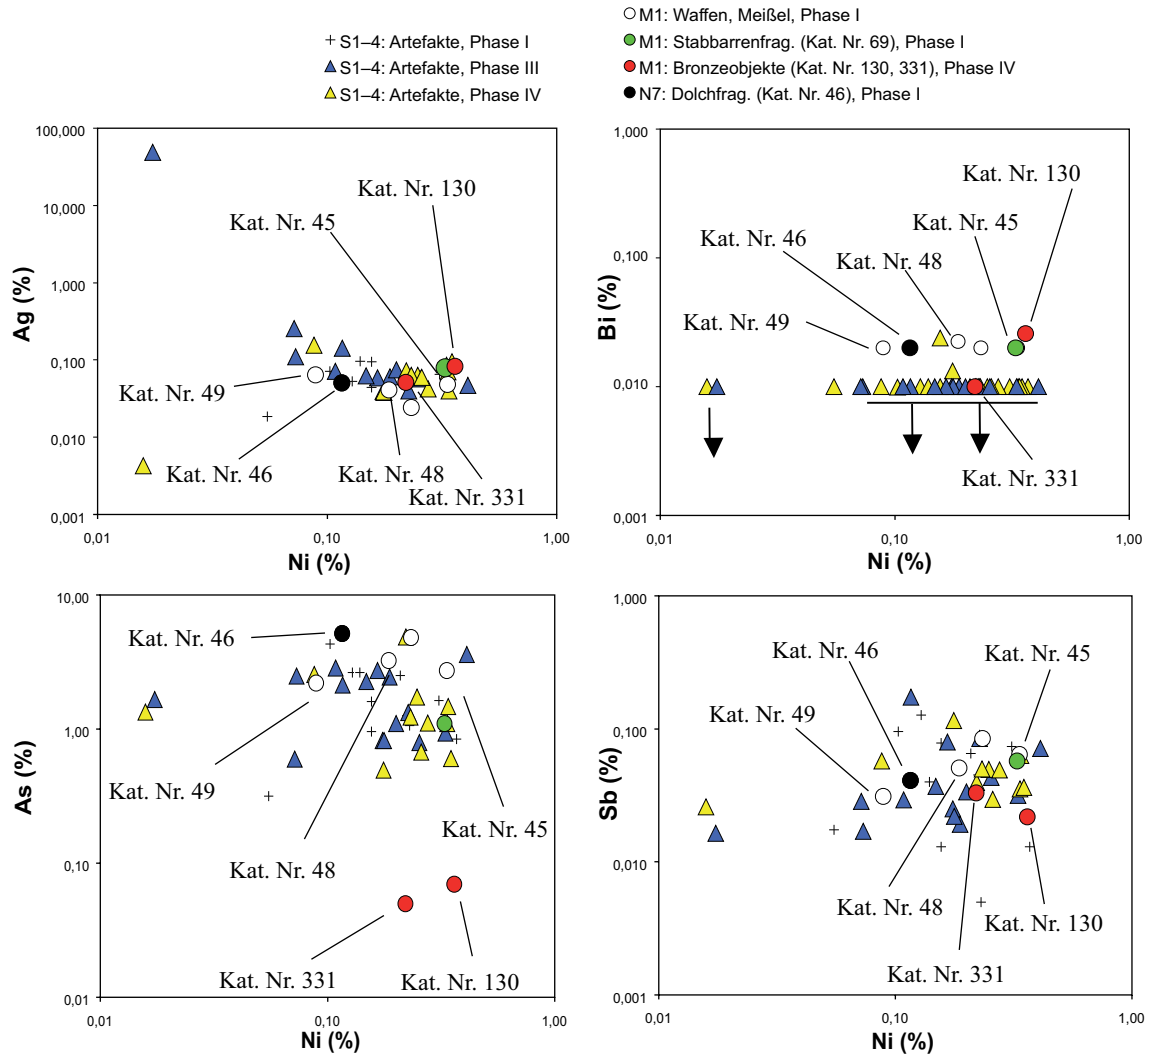 S1–4: Artefakte, Phase I
S1–4: Artefakte, Phase III
S1–4: Artefakte, Phase IV
M1: Waffen, Meißel, Phase I
M1: Stabbarrenfrag. (Kat. Nr. 69), Phase I
M1: Bronzeobjekte (Kat. Nr. 130, 331), Phase IV
N7: Dolchfrag. (Kat. Nr. 46), Phase I
100,000
10,000
1,000
0,100
0,010
0,001
Ag (%)
Kat. Nr. 130
Kat. Nr. 45
Kat. Nr. 49
Kat. Nr. 46
Kat. Nr. 48
Kat. Nr. 331
0,01
0,10
1,00
Ni (%)
1,000
0,100
0,010
0,001
Bi (%)
Kat. Nr. 130
Kat. Nr. 45
Kat. Nr. 46
Kat. Nr. 48
Kat. Nr. 49
Kat. Nr. 331
0,01
0,10
1,00
Ni (%)
10,00
1,00
0,10
0,01
As (%)
Kat. Nr. 46
Kat. Nr. 49
Kat. Nr. 45
Kat. Nr. 48
Kat. Nr. 331
Kat. Nr. 130
0,01
0,10
1,00
Ni (%)
1,000
0,100
0,010
0,001
Sb (%)
Kat. Nr. 46
Kat. Nr. 45
Kat. Nr. 49
Kat. Nr. 48
Kat. Nr. 130
Kat. Nr. 331
0,01
0,10
1,00
Ni (%)